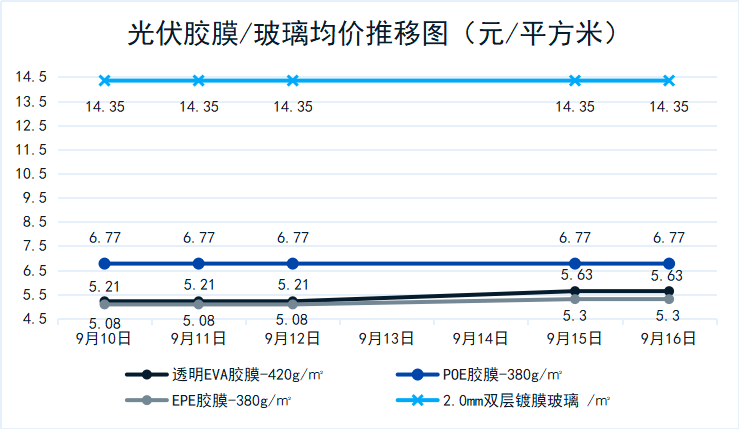 光伏胶膜/玻璃均价推移图（元/平方米）
14.5
13.5
12.5
11.5
10.5
9.5
8.5
7.5
6.5
5.5
4.5
14.35 14.35 14.35 14.35 14.35
6.77 6.77 6.77 6.77 6.77
5.21 5.21 5.21 5.63 5.63
5.08 5.08 5.08 5.3 5.3
9月10日 9月11日 9月12日 9月13日 9月14日 9月15日 9月16日
透明EVA胶膜-420g/㎡ POE胶膜-380g/㎡
EPE胶膜-380g/㎡ 2.0mm双层镀膜玻璃 /㎡